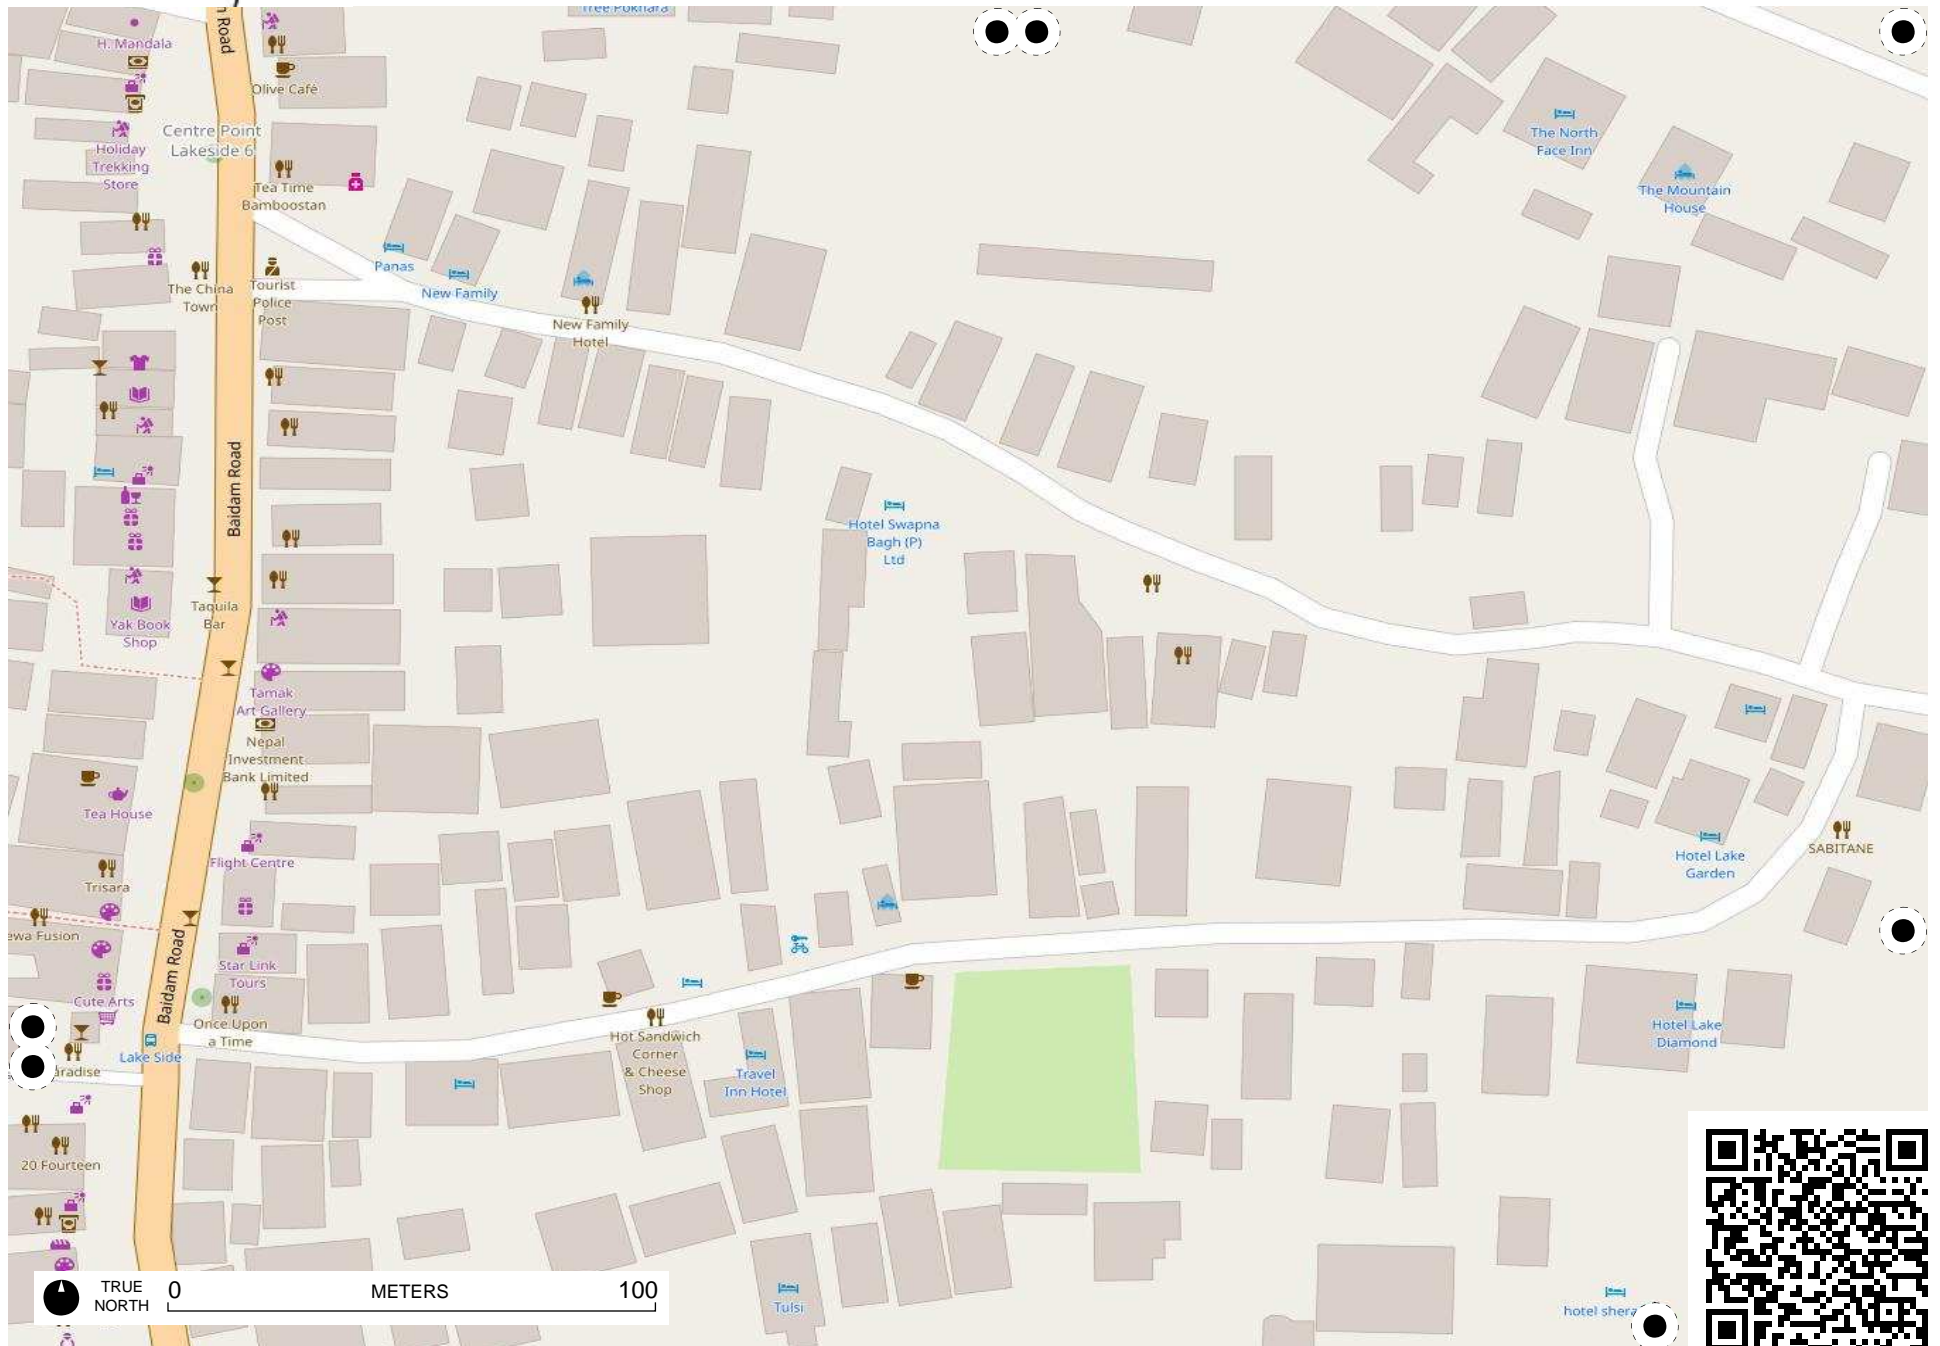 Tree Pokhara
H. Mandala
Olive Café
Centre Point
Lakeside 6
Holiday
Trekking
Store
Tea Time
Bamboostan
The North
Face Inn
The Mountain
House
Panas
New Family
The China
Town
Tourist
Police
Post
New Family
Hotel
Baidam Road
Hotel Swapna
Bagh (P)
Ltd
Taquila
Bar
Yak Book
Shop
Tamak
Art Gallery
Nepal
Investment
Bank Limited
Tea House
Flight Centre
Trisara
Hotel Lake
Garden
SABITANE
ewa Fusion
Baidam Road
Star Link
Tours
Cute Arts
Once Upon
a Time
Lake Side
aradise
Hot Sandwich
Corner
& Cheese
Shop
Travel
Inn Hotel
Hotel Lake
Diamond
20 Fourteen
Tulsi
hotel shera
TRUE
NORTH
0 METERS 100
n Road